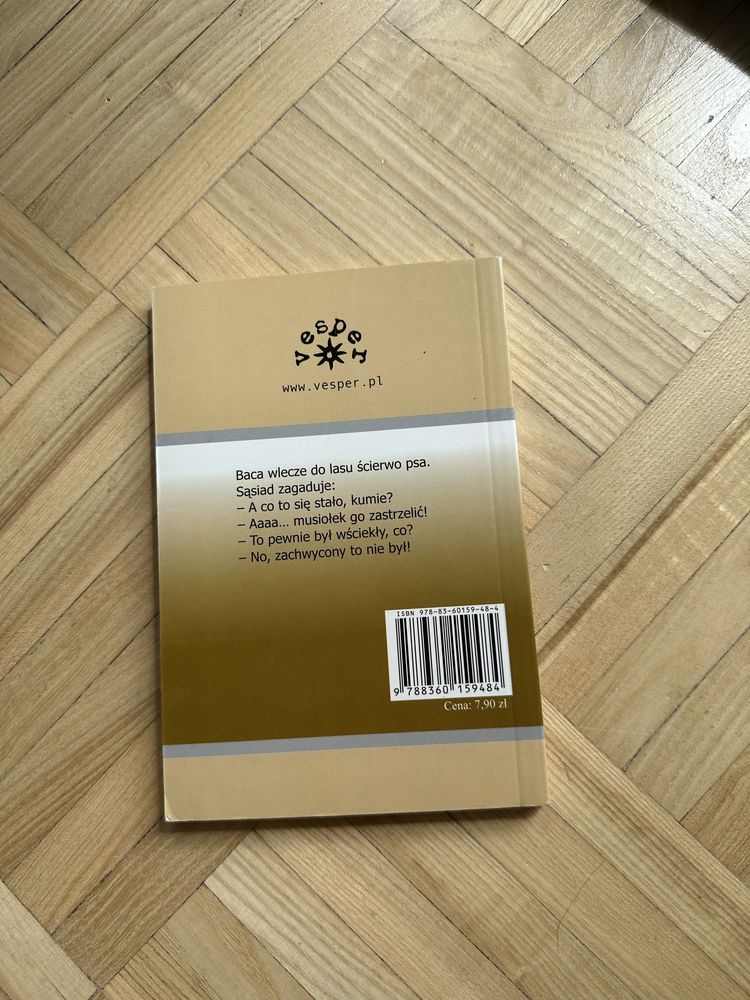 vesper
www.vesper.pl
Baca wlecze do lasu ścierwo psa.
Sąsiad zagaduje:
– A co to się stało, kumie?
– Aaaa... musiołek go zastrzelić!
– To pewnie był wściekły, co?
– No, zachwycony to nie był!
ISBN 978-83-60159-48-4
9 788360 159484
Cena: 7,90 zł